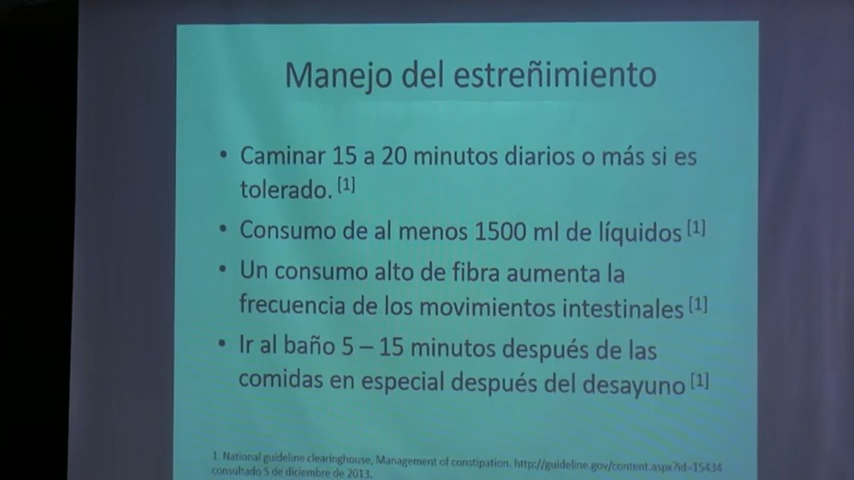 Manejo del estreñimiento
• Caminar 15 a 20 minutos diarios o más si es
tolerado. [1]
• Consumo de al menos 1500 ml de líquidos [1]
• Un consumo alto de fibra aumenta la
frecuencia de los movimientos intestinales [1]
• Ir al baño 5 – 15 minutos después de las
comidas en especial después del desayuno [1]
1. National guideline clearinghouse, Management of constipation. http://guideline.gov/content.aspx?id=15434
consultado 5 de diciembre de 2013.